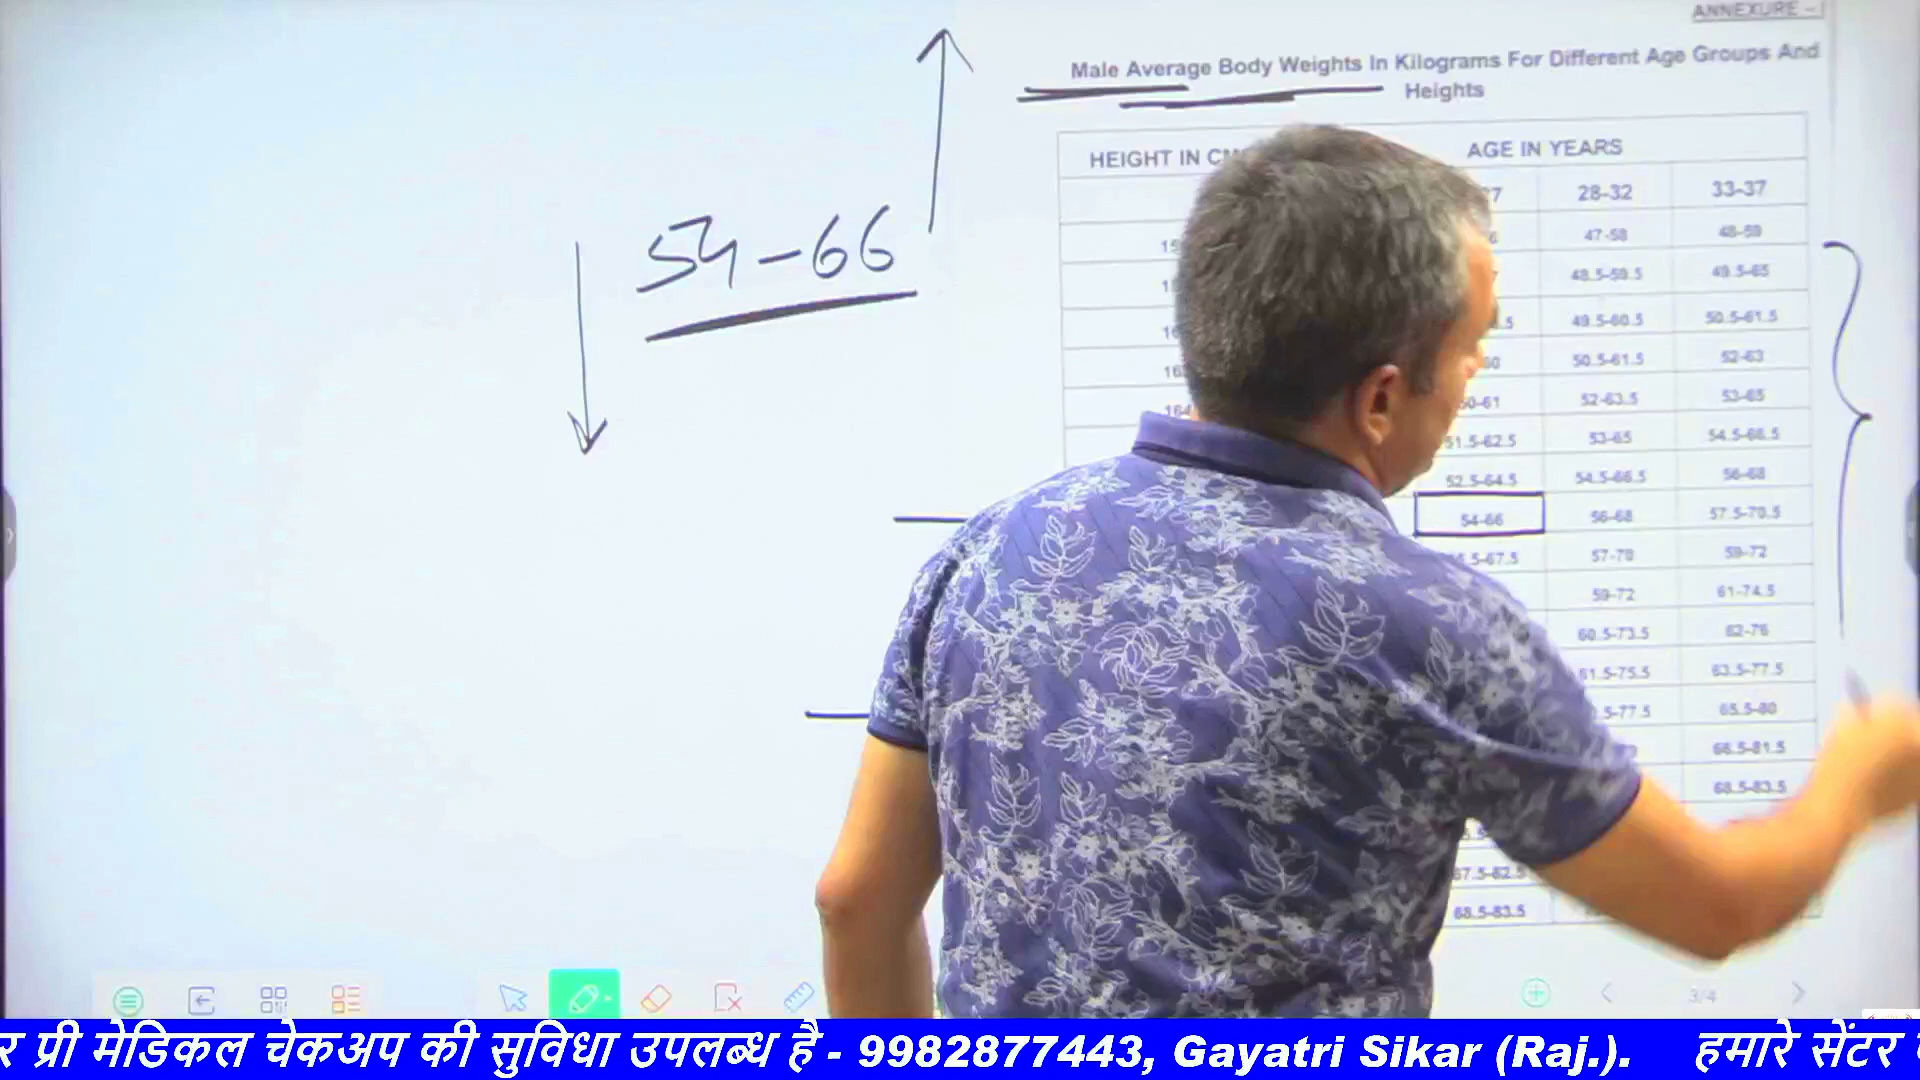 ANNEXURE -
Male Average Body Weights In Kilograms For Different Age Groups And
Heights
54-66
HEIGHT IN
AGE IN YEARS
28-32 33-37
47-58 48-59
48.5-59.5 49.5-65
49.5-60.5 50.5-61.5
50.5-61.5 52-63
52-63.5 53-65
51.5-62.5 53-65 54.5-66.5
52.5-64.5 54.5-66.5 56-68
54-66 56-68 57.5-70.5
57-70 59-72
59-72 61-74.5
60.5-73.5 62-76
61.5-75.5 63.5-77.5
65.5-80
66.5-81.5
68.5-83.5
67.5-82.5
68.5-83.5
3/4
प्री मेडिकल चेकअप की सुविधा उपलब्ध है - 9982877443, Gayatri Sikar (Raj.). हमारे सेंटर